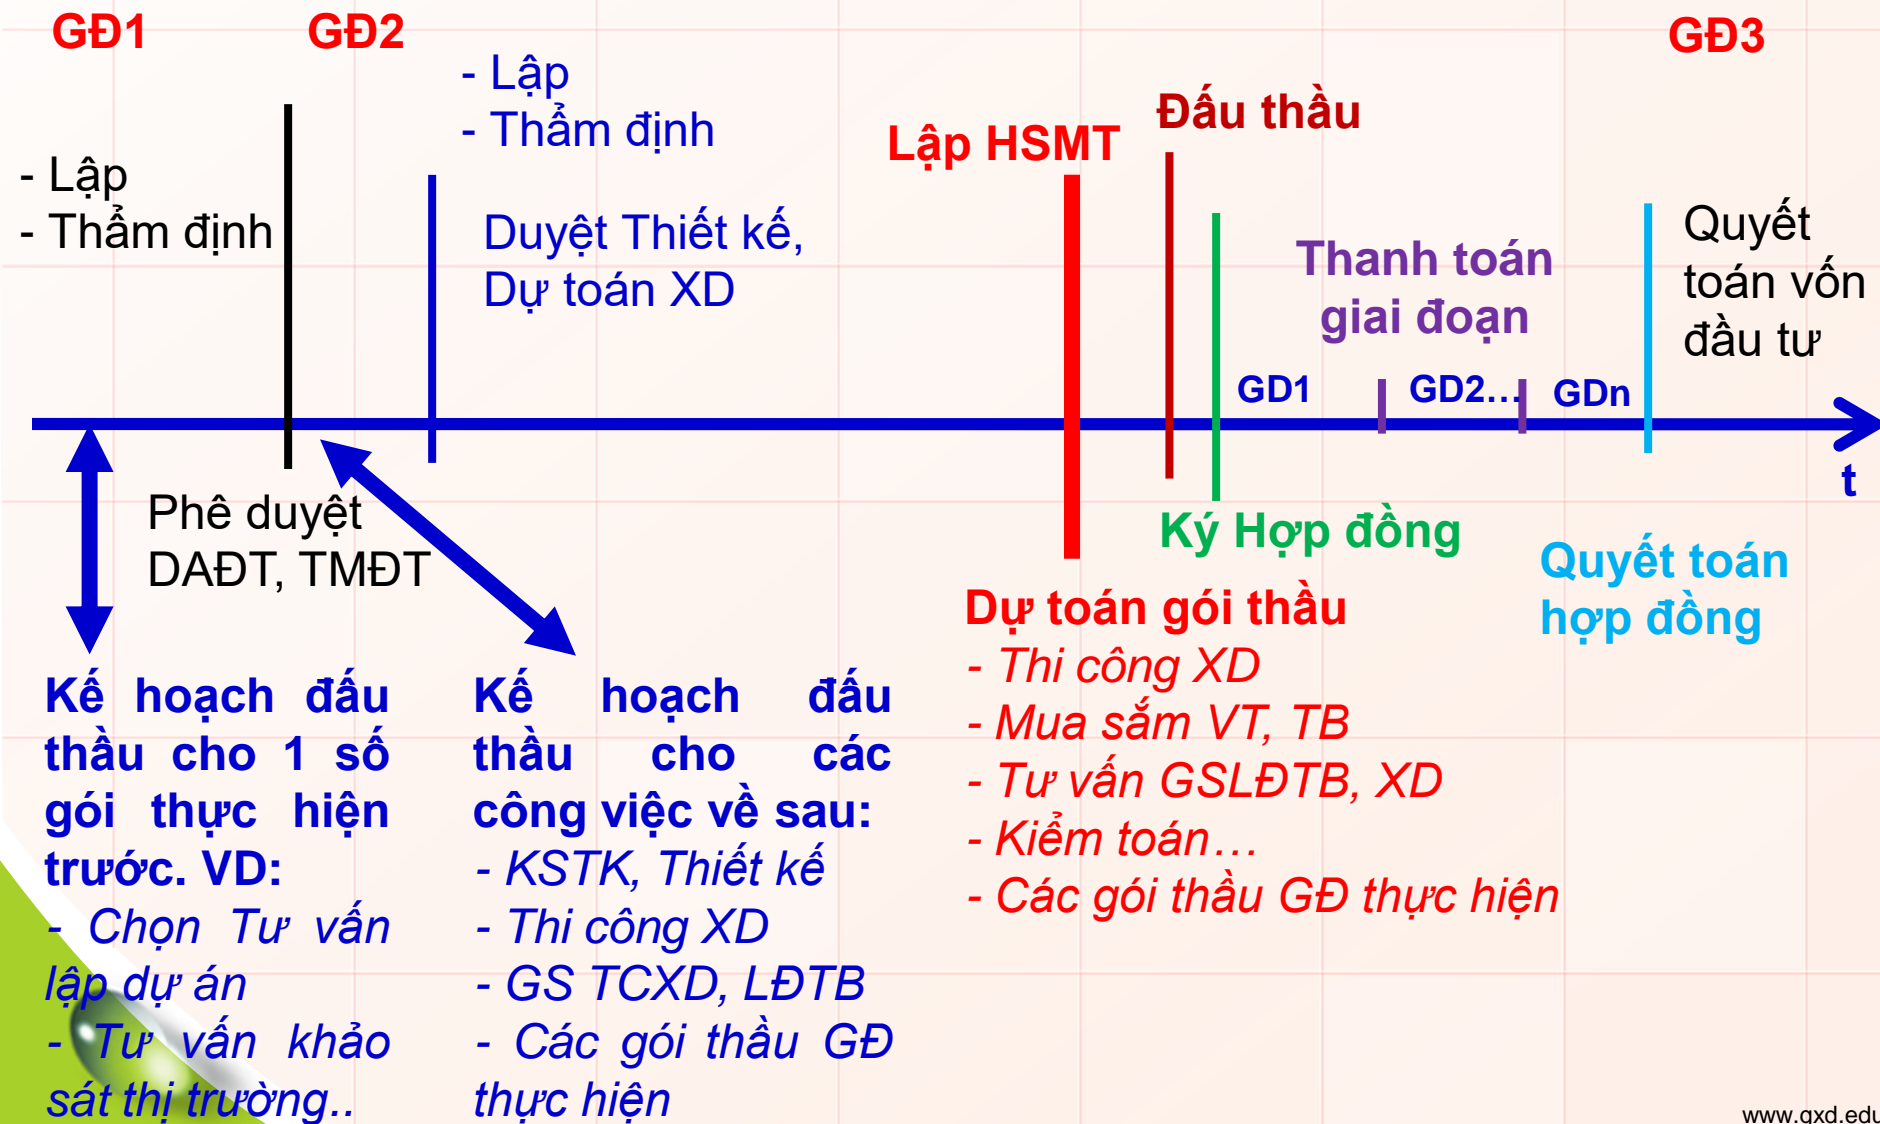 GĐ1
GĐ2
GĐ3
- Lập
- Thẩm định
- Lập
- Thẩm định
Duyệt Thiết kế,
Dự toán XD
Lập HSMT
Đấu thầu
Thanh toán
giai đoạn
Quyết
toán vốn
đầu tư
GD1
GD2...
GDn
t
Phê duyệt
DAĐT, TMĐT
Ký Hợp đồng
Quyết toán
hợp đồng
Kế hoạch đấu
thầu cho 1 số
gói thực hiện
trước. VD:
- Chọn Tư vấn
lập dự án
- Tư vấn khảo
sát thị trường..
Kế hoạch đấu
thầu cho các
công việc về sau:
- KSTK, Thiết kế
- Thi công XD
- GS TCXD, LĐTB
- Các gói thầu GĐ
thực hiện
Dự toán gói thầu
- Thi công XD
- Mua sắm VT, TB
- Tư vấn GSLĐTB, XD
- Kiểm toán...
- Các gói thầu GĐ thực hiện
www.gxd.edu